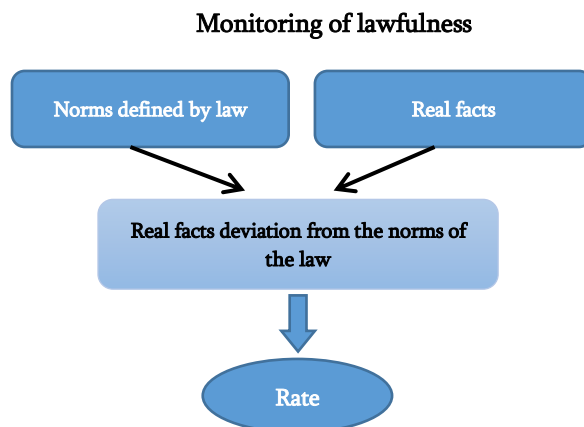 Monitoring of lawfulness
Norms defined by law
Real facts
Real facts deviation from the norms of
the law
Rate